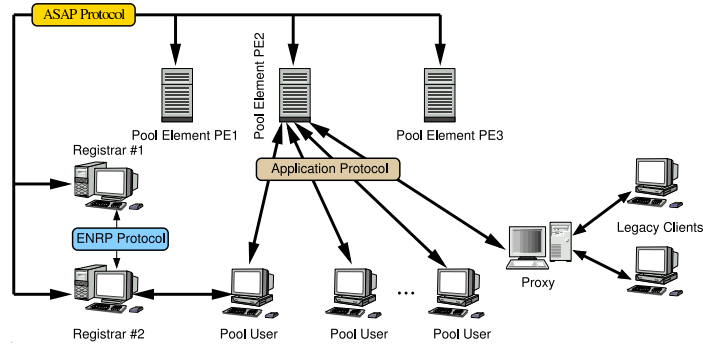 ASAP Protocol
Pool Element PE1
Pool Element PE2
Pool Element PE3
Registrar #1
Application Protocol
ENRP Protocol
Legacy Clients
Proxy
Registrar #2
Pool User
Pool User
...
Pool User